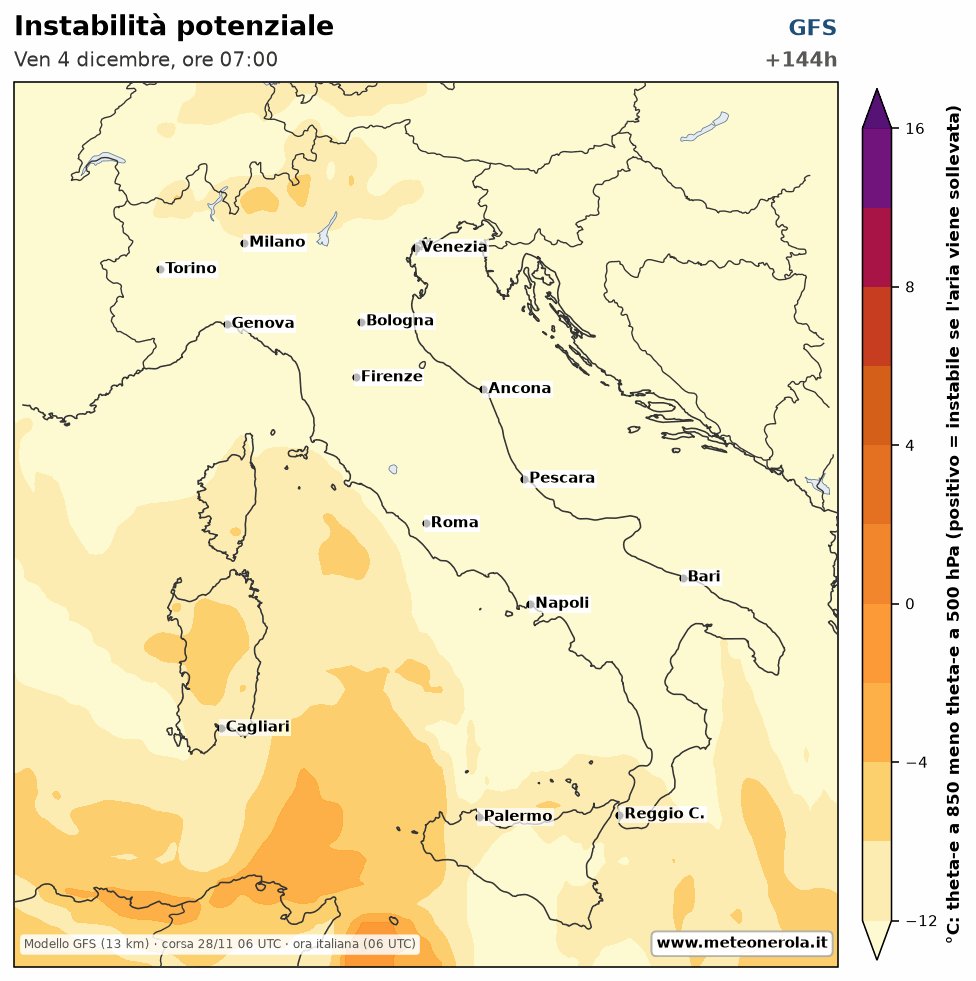 Instabilità potenziale
GFS
Ven 4 dicembre, ore 07:00
+144h
Milano
Venezia
Torino
Genova
Bologna
Firenze
Ancona
Pescara
Roma
Bari
Napoli
Cagliari
Palermo
Reggio C.
16
8
4
0
−4
−12
°C: theta-e a 850 meno theta-e a 500 hPa (positivo = instabile se l'aria viene sollevata)
Modello GFS (13 km) · corsa 28/11 06 UTC · ora italiana (06 UTC)
www.meteonerola.it